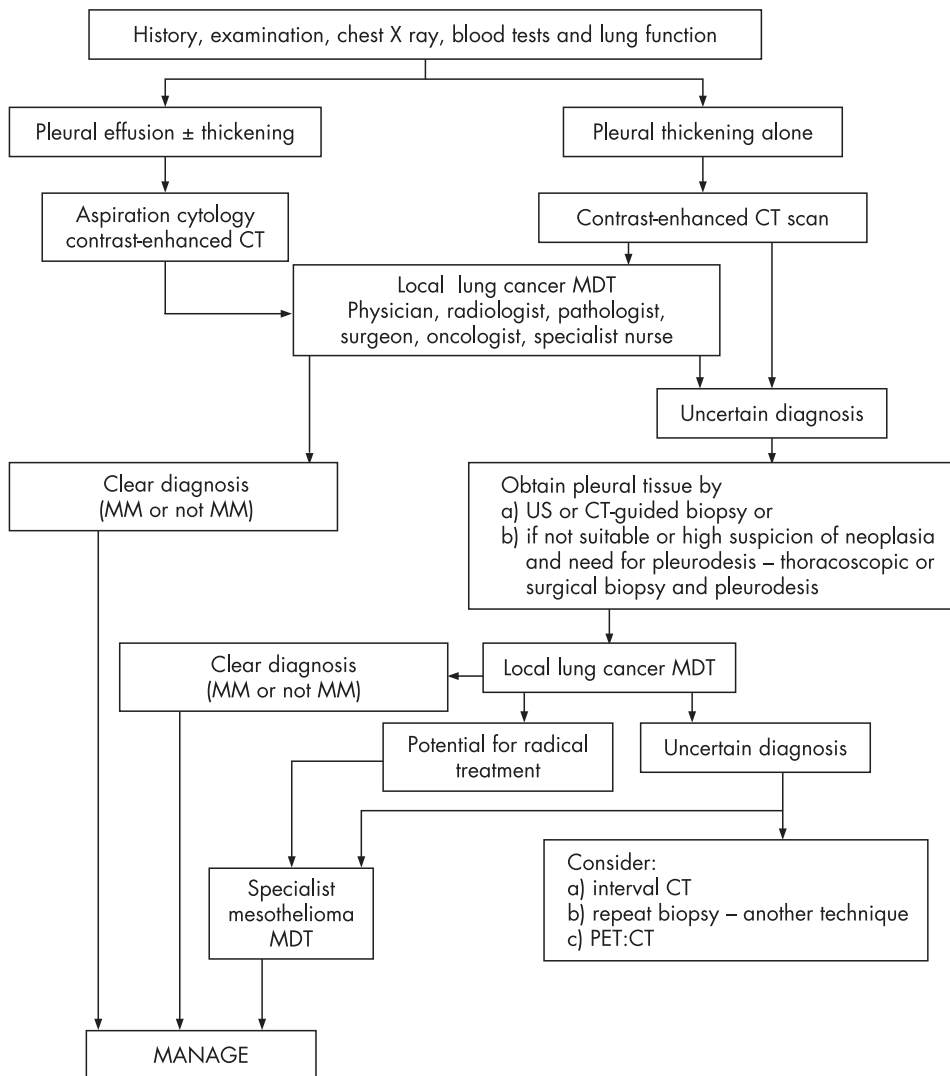 History, examination, chest X ray, blood tests and lung function
Pleural effusion ± thickening
Pleural thickening alone
Aspiration cytology
contrast-enhanced CT
Contrast-enhanced CT scan
Local lung cancer MDT
Physician, radiologist, pathologist,
surgeon, oncologist, specialist nurse
Uncertain diagnosis
Clear diagnosis
(MM or not MM)
Obtain pleural tissue by
a) US or CT-guided biopsy or
b) if not suitable or high suspicion of neoplasia
and need for pleurodesis – thoracoscopic or
surgical biopsy and pleurodesis
Clear diagnosis
(MM or not MM)
Local lung cancer MDT
Potential for radical
treatment
Uncertain diagnosis
Specialist
mesothelioma
MDT
Consider:
a) interval CT
b) repeat biopsy – another technique
c) PET:CT
MANAGE